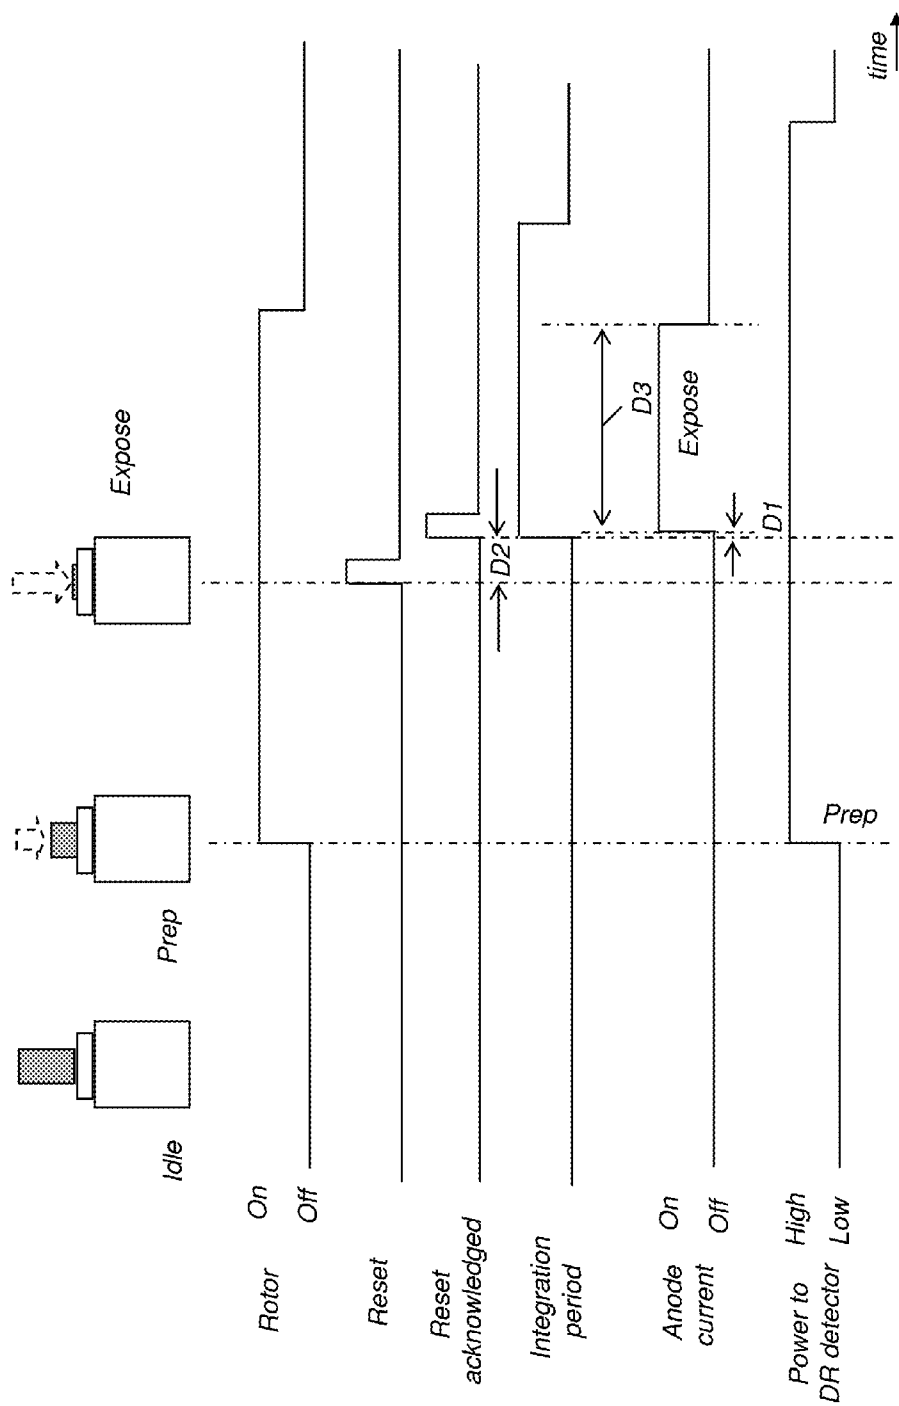 Idle
Prep
Expose
Rotor
On
Off
Reset
Reset
acknowledged
D2
Integration
period
D3
Anode
current
On
Off
Expose
D1
Power to
DR detector
High
Low
Prep
time